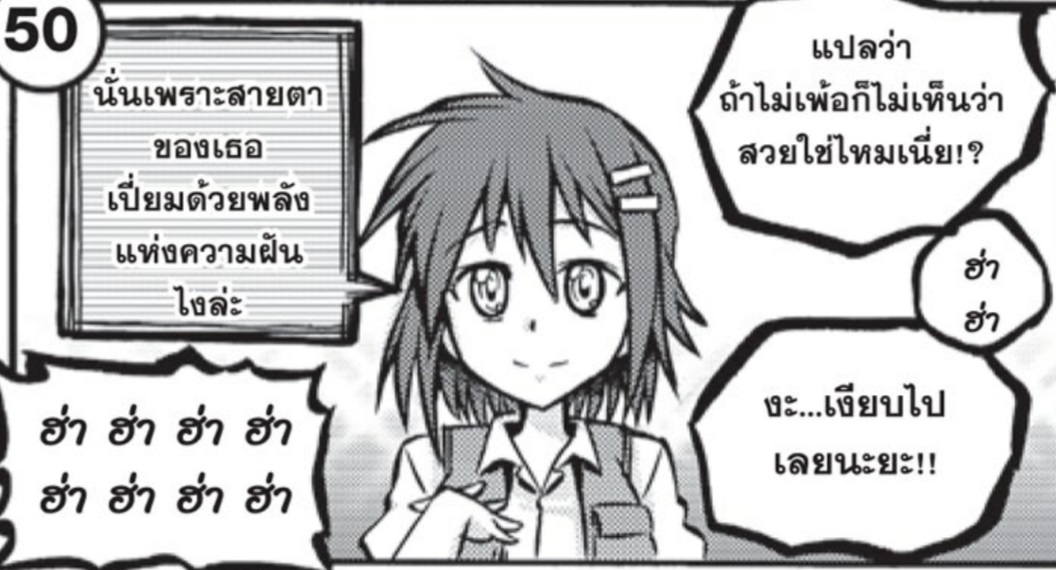 50
นั่นเพราะสายตา
ของเธอ
เปี่ยมด้วยพลัง
แห่งความฝัน
ไงล่ะ
แปลว่า
ถ้าไม่เพ้อก็ไม่เห็นว่า
สวยใช่ไหมเนี่ย!?
ฮ่า
ฮ่า
งะ...เงียบไป
เลยนะยะ!!
ฮ่า ฮ่า ฮ่า ฮ่า
ฮ่า ฮ่า ฮ่า ฮ่า